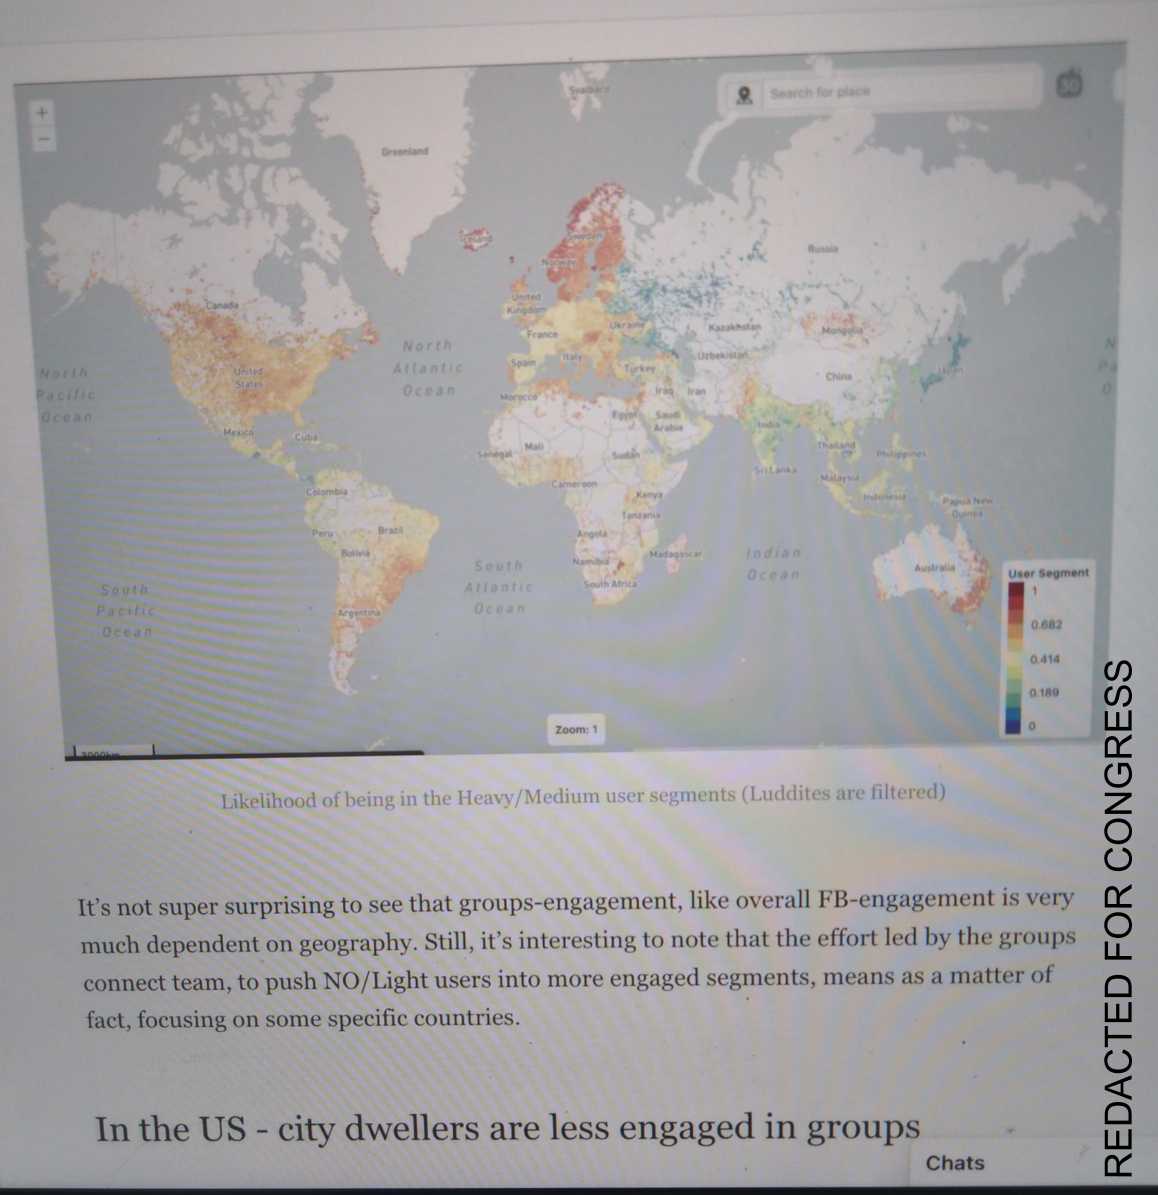 +
Search for place
30
−
Svalbard
Greenland
Iceland
Sweden
Norway
Russia
Canada
United
Kingdom
Ukraine
Kazakhstan
Mongolia
North
Atlantic
Ocean
France
Uzbekistan
Italy
Spain
Turkey
United
States
North
Pacific
Ocean
China
Japan
Morocco
Iraq
Iran
Egypt
Saudi
Arabia
Mexico
Cuba
India
Mali
Senegal
Sudan
Thailand
Philippines
Sri Lanka
Malaysia
Cameroon
Colombia
Kenya
Indonesia
Papua New
Guinea
Tanzania
Peru
Brazil
Angola
Bolivia
Madagascar
Indian
Ocean
Namibia
South
Atlantic
Ocean
South Africa
Australia
South
Pacific
Ocean
Argentina
User Segment
1
0.682
0.414
0.189
0
Zoom: 1
Likelihood of being in the Heavy/Medium user segments (Luddites are filtered)
It's not super surprising to see that groups-engagement, like overall FB-engagement is very
much dependent on geography. Still, it's interesting to note that the effort led by the groups
connect team, to push NO/Light users into more engaged segments, means as a matter of
fact, focusing on some specific countries.
In the US - city dwellers are less engaged in groups
Chats
REDACTED FOR CONGRESS